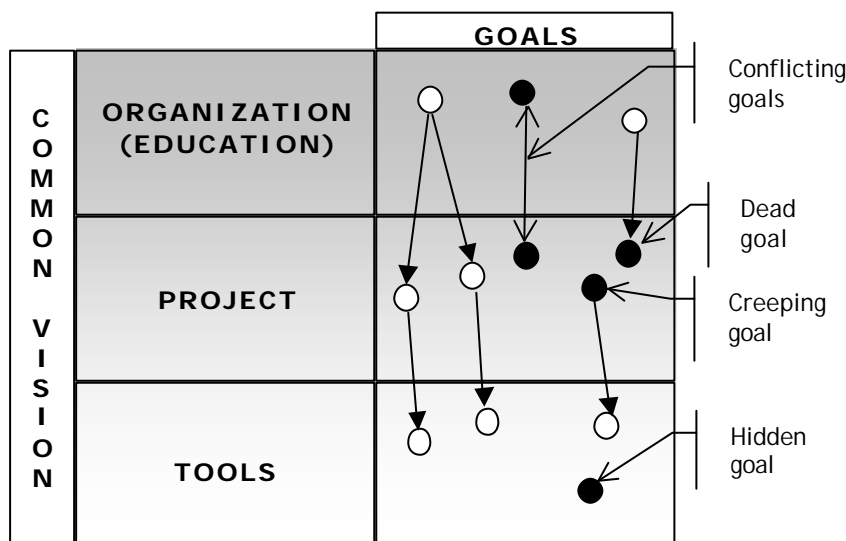 GOALS
COMMON VISION
ORGANIZATION
(EDUCATION)
PROJECT
TOOLS
Conflicting
goals
Dead
goal
Creeping
goal
Hidden
goal